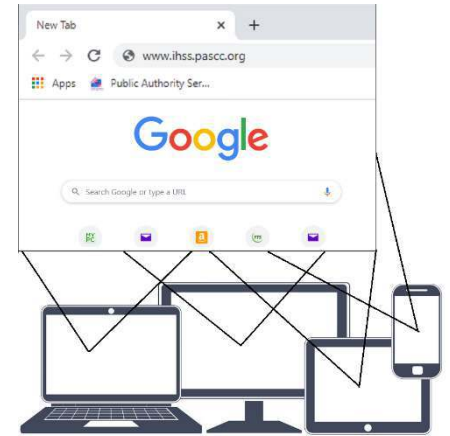 New Tab
www.ihss.pascc.org
Apps Public Authority Ser...
Google
Search Google or type a URL